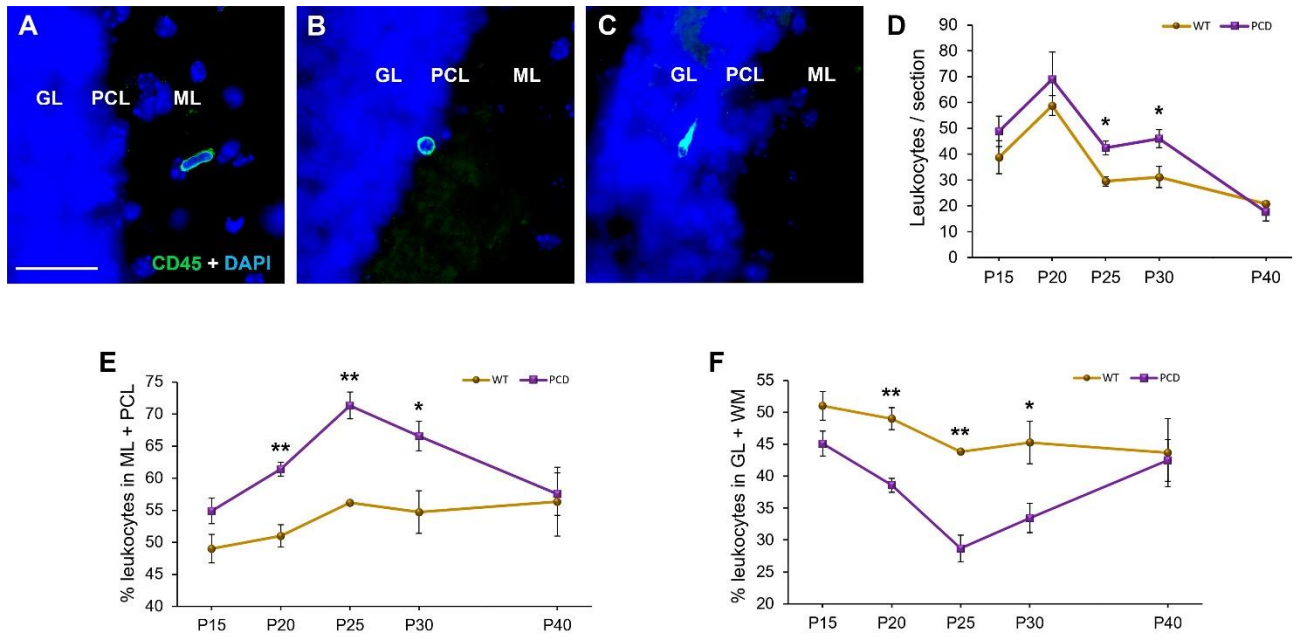 A
GL PCL ML
CD45 + DAPI
B
GL PCL ML
C
GL PCL ML
D
WT PCD
Leukocytes / section
90
80
70
60
50
40
30
20
10
0
* *
P15 P20 P25 P30 P40
E
WT PCD
% leukocytes in ML + PCL
75
70
65
60
55
50
45
40
** ** *
P15 P20 P25 P30 P40
F
WT PCD
% leukocytes in GL + WM
55
50
45
40
35
30
25
20
** ** *
P15 P20 P25 P30 P40